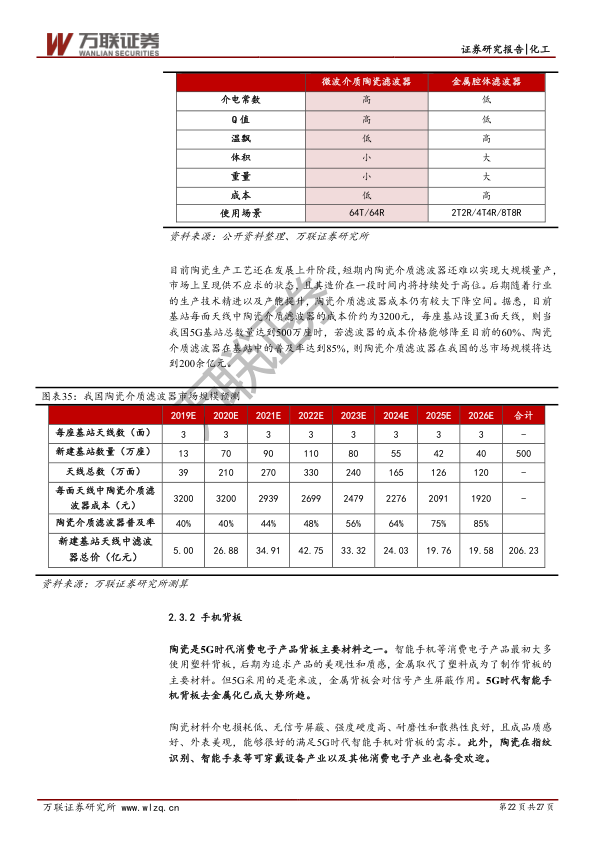 万联证券
WANLIAN SECURITIES
证券研究报告|化工
微波介质陶瓷滤波器 金属腔体滤波器
介电常数 高 低
Q 值 高 低
温飘 低 高
体积 小 大
重量 小 大
成本 低 高
使用场景 64T/64R 2T2R/4T4R/8T8R
资料来源：公开资料整理、万联证券研究所
目前陶瓷生产工艺还在发展上升阶段,短期内陶瓷介质滤波器还难以实现大规模量产,
市场上呈现供不应求的状态，且其造价在一段时间内将持续处于高位。后期随着行业
的生产技术精进以及产能提升，陶瓷介质滤波器成本仍有较大下降空间。据悉，目前
基站每面天线中陶瓷介质滤波器的成本价约为3200元，每座基站设置3面天线，则当
我国5G基站总数量达到500万座时，若滤波器的成本价格能够降至目前的60%、陶瓷
介质滤波器在基站中的普及率达到85%,则陶瓷介质滤波器在我国的总市场规模将达
到200余亿元。
图表35：我国陶瓷介质滤波器市场规模预测
2019E 2020E 2021E 2022E 2023E 2024E 2025E 2026E 合计
每座基站天线数（面） 3 3 3 3 3 3 3 3 -
新建基站数量（万座） 13 70 90 110 80 55 42 40 500
天线总数（万面） 39 210 270 330 240 165 126 120 -
每面天线中陶瓷介质滤
波器成本（元） 3200 3200 2939 2699 2479 2276 2091 1920 -
陶瓷介质滤波器普及率 40% 40% 44% 48% 56% 64% 75% 85%
新建基站天线中滤波
器总价（亿元） 5.00 26.88 34.91 42.75 33.32 24.03 19.76 19.58 206.23
资料来源：万联证券研究所测算
2.3.2 手机背板
陶瓷是5G时代消费电子产品背板主要材料之一。智能手机等消费电子产品最初大多
使用塑料背板，后期为追求产品的美观性和质感，金属取代了塑料成为了制作背板的
主要材料。但5G采用的是毫米波，金属背板会对信号产生屏蔽作用。5G时代智能手
机背板去金属化已成大势所趋。
陶瓷材料介电损耗低、无信号屏蔽、强度硬度高、耐磨性和散热性良好，且成品质感
好、外表美观，能够很好的满足5G时代智能手机对背板的需求。此外，陶瓷在指纹
识别、智能手表等可穿戴设备产业以及其他消费电子产业也备受欢迎。
万联证券
万联证券研究所 www.wlzq.cn
第 22 页 共 27 页